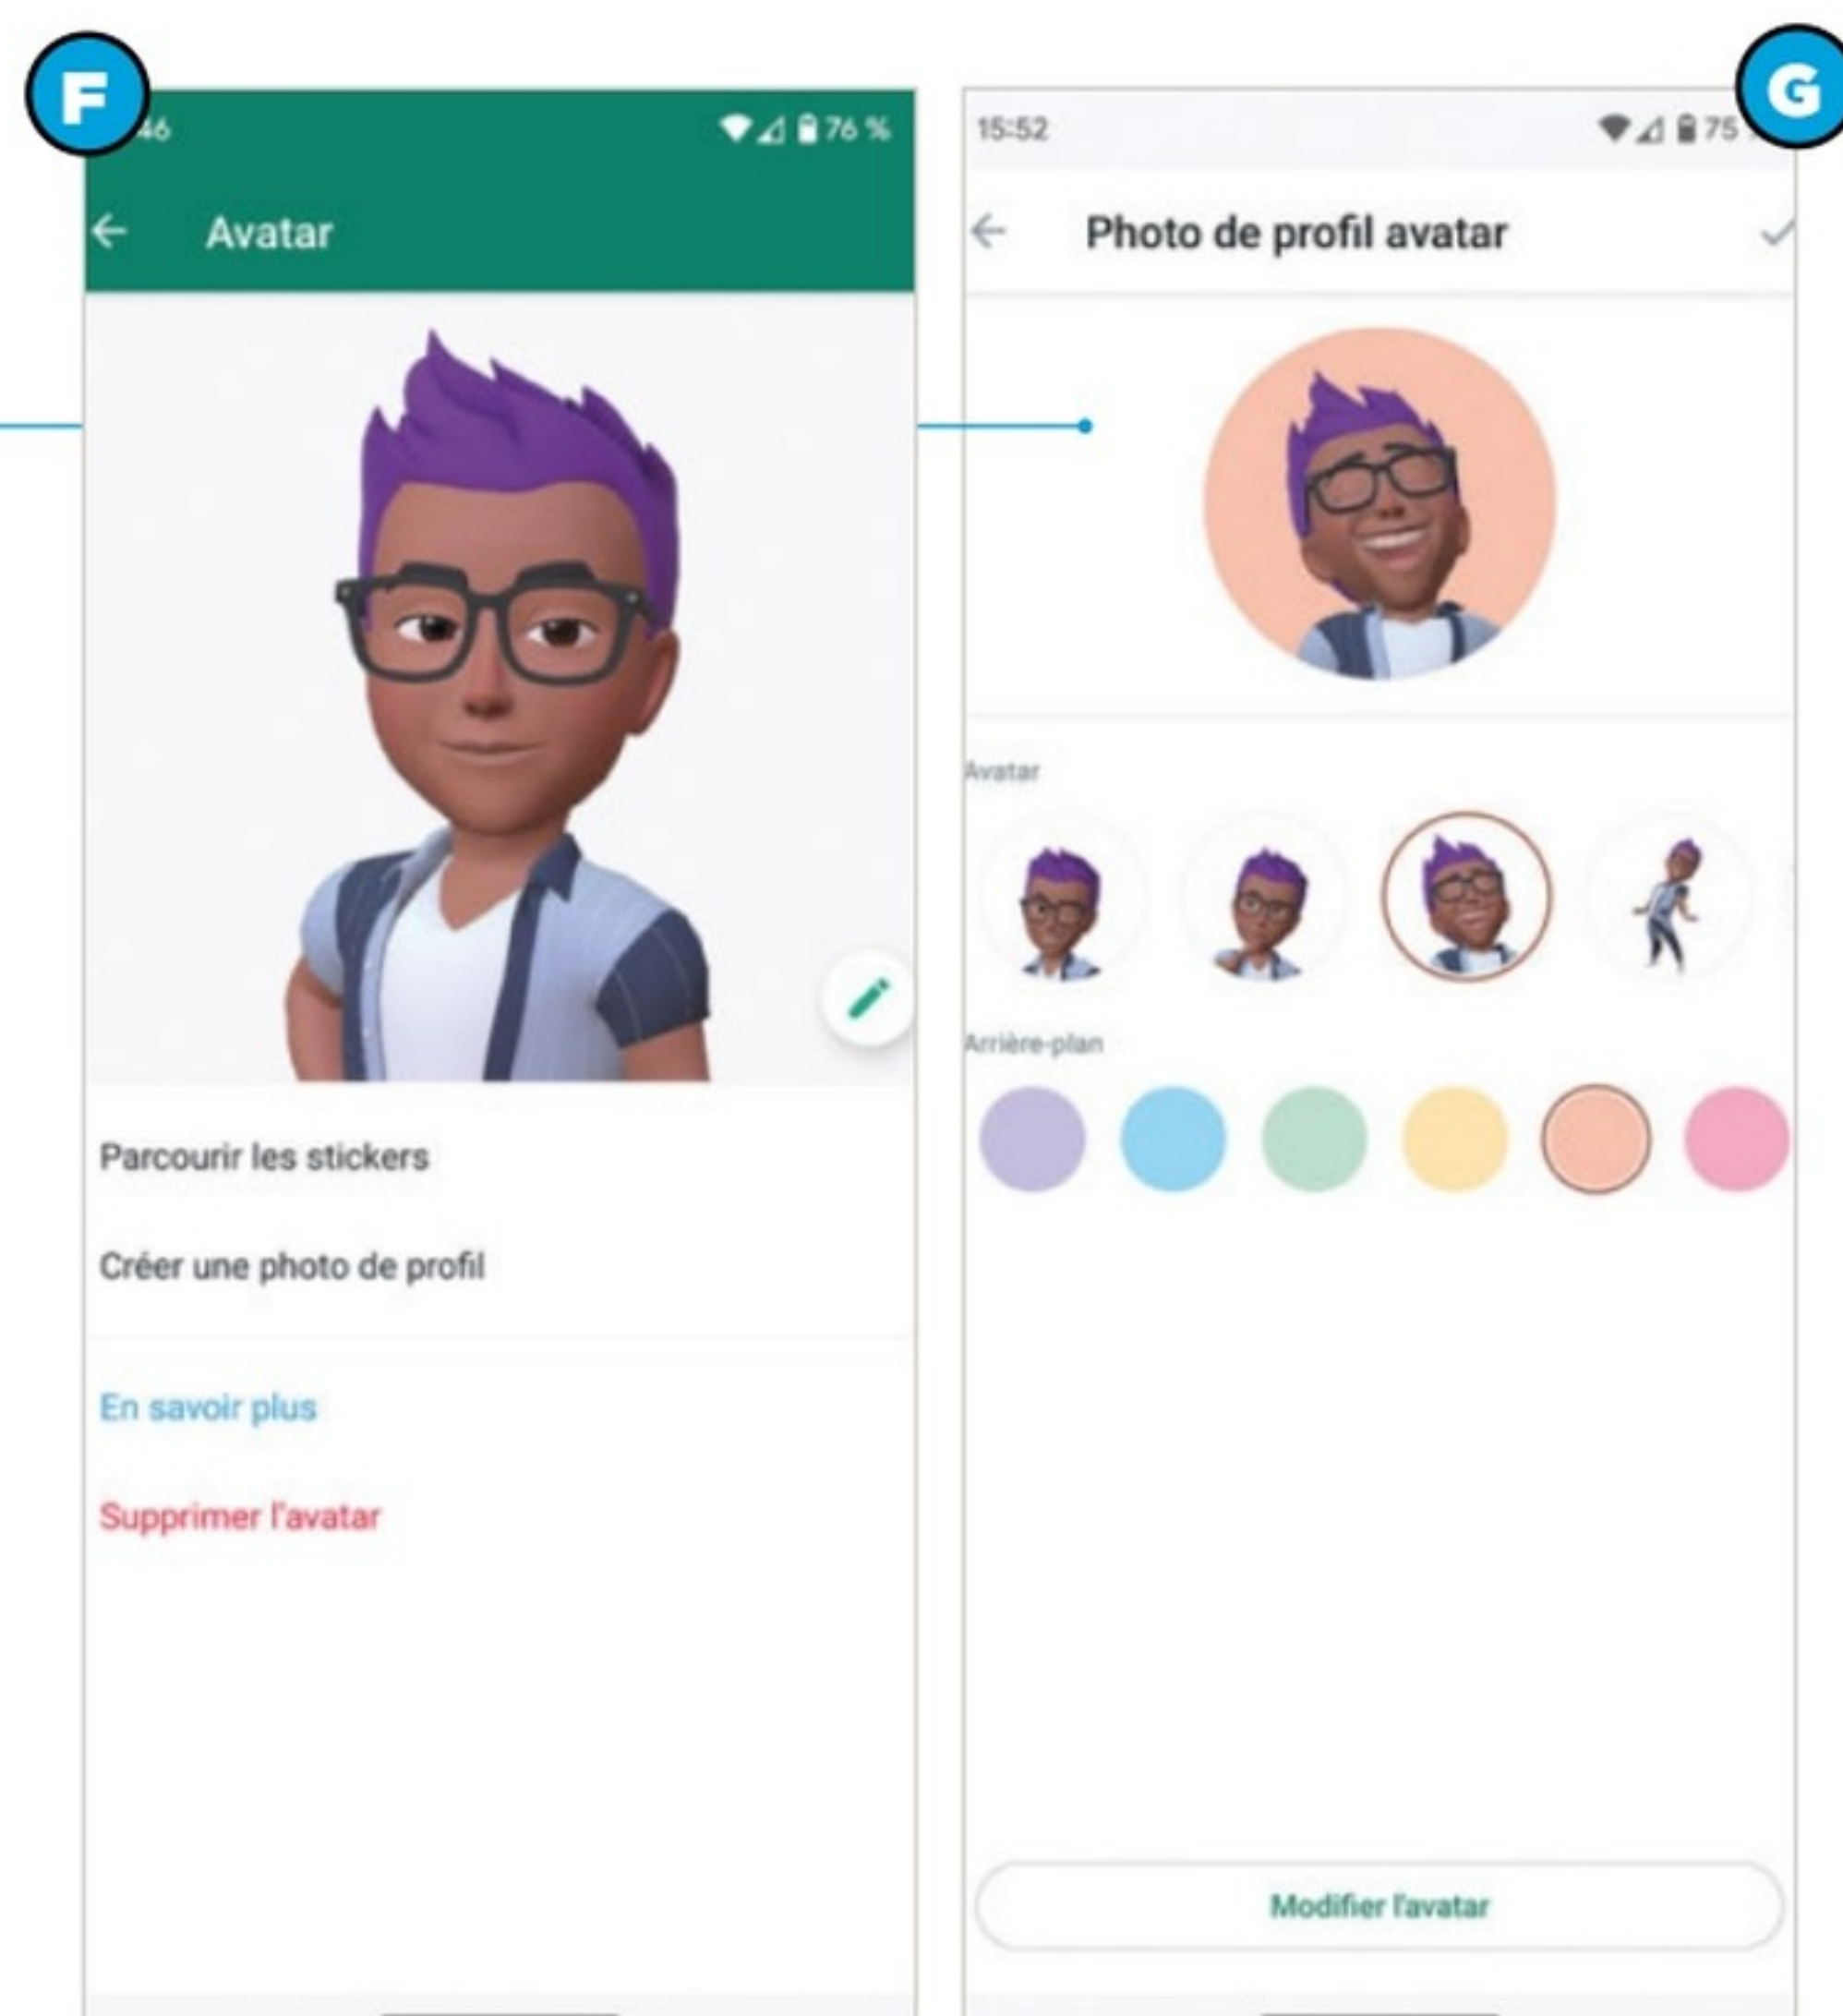 F
46
76 %
Avatar
Parcourir les stickers
Créer une photo de profil
En savoir plus
Supprimer l'avatar
G
15:52
75
Photo de profil avatar
Avatar
Arrière-plan
Modifier l'avatar